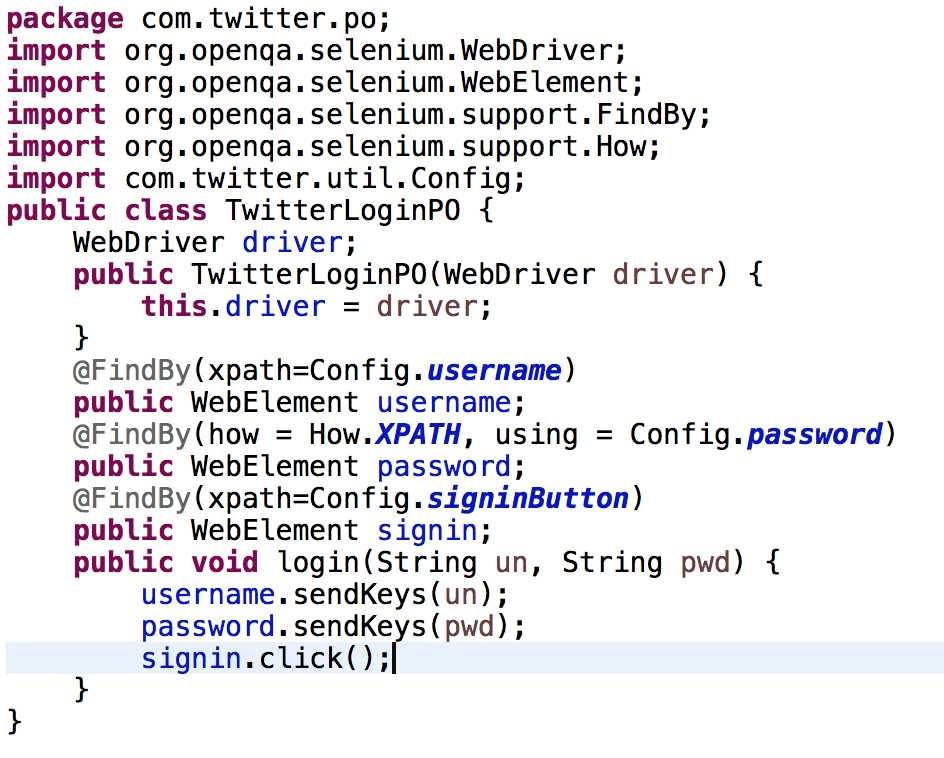 package com.twitter.po;
import org.openqa.selenium.WebDriver;
import org.openqa.selenium.WebElement;
import org.openqa.selenium.support.FindBy;
import org.openqa.selenium.support.How;
import com.twitter.util.Config;
public class TwitterLoginPO {
    WebDriver driver;
    public TwitterLoginPO(WebDriver driver) {
        this.driver = driver;
    }
    @FindBy(xpath=Config.username)
    public WebElement username;
    @FindBy(how = How.XPATH, using = Config.password)
    public WebElement password;
    @FindBy(xpath=Config.signinButton)
    public WebElement signin;
    public void login(String un, String pwd) {
        username.sendKeys(un);
        password.sendKeys(pwd);
        signin.click();
    }
}